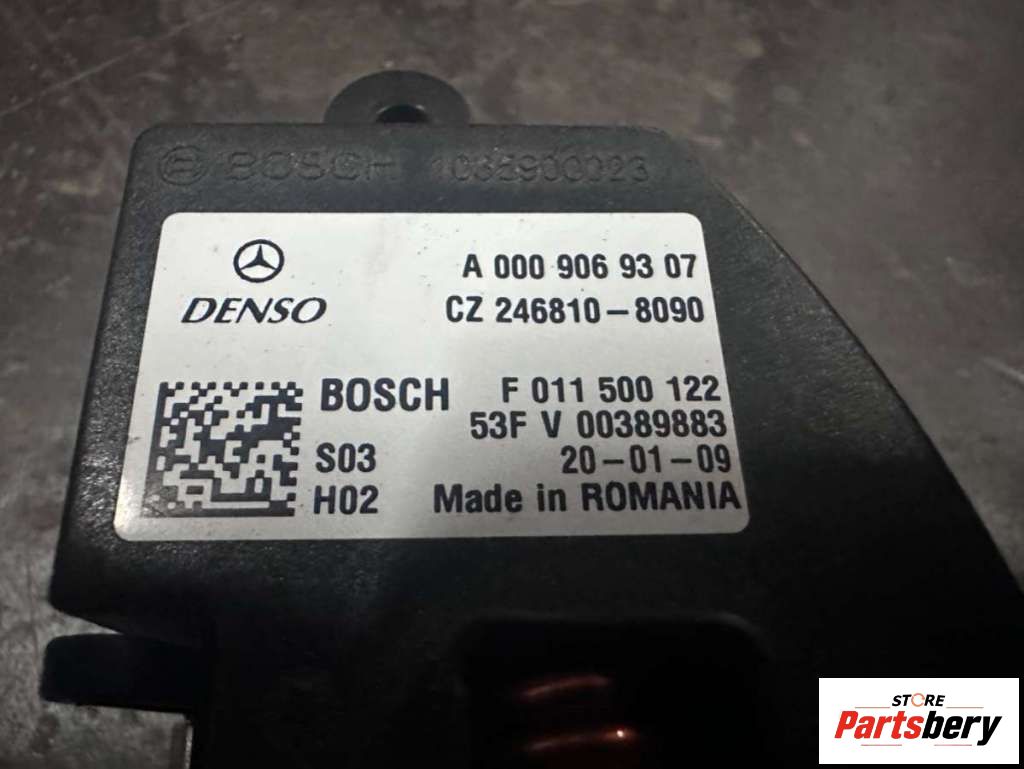 BOSCH 1035900023
A 000 906 93 07
DENSO CZ 246810-8090
BOSCH F 011 500 122
53F V 00389883
S03 20-01-09
H02 Made in ROMANIA
STORE
Partsbery